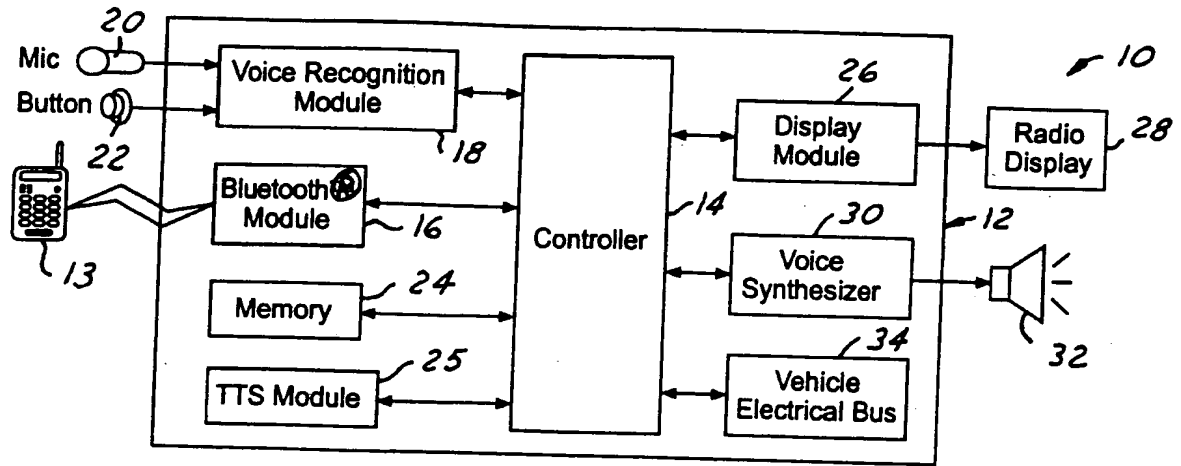 20
Mic
Button
22
Voice Recognition
Module
18
13
Bluetooth
Module
16
Memory
24
TTS Module
25
Controller
14
26
Display
Module
10
Radio
Display
28
12
30
Voice
Synthesizer
32
34
Vehicle
Electrical Bus